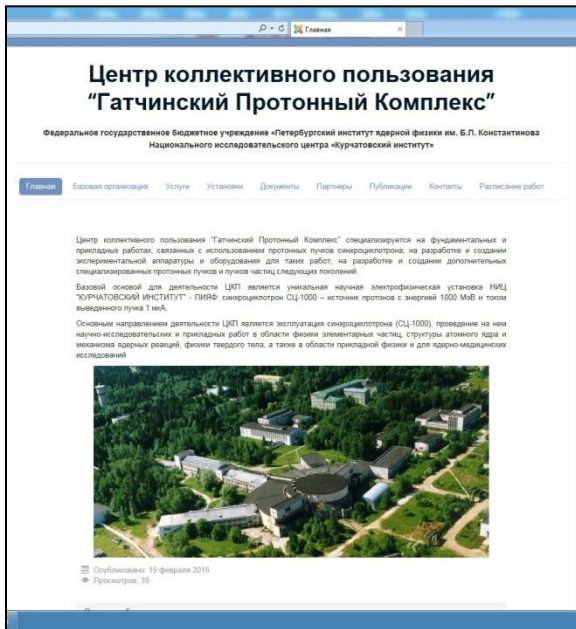 Главная
Центр коллективного пользования
“Гатчинский Протонный Комплекс”
Федеральное государственное бюджетное учреждение «Петербургский институт ядерной физики им. Б.П. Константинова
Национального исследовательского центра «Курчатовский институт»
Главная Базовая организация Услуги Установки Документы Партнеры Публикации Контакты Расписание работ
Центр коллективного пользования "Гатчинский Протонный Комплекс" специализируется на фундаментальных и
прикладных работах, связанных с использованием протонных пучков синхроциклотрона; на разработке и создании
экспериментальной аппаратуры и оборудования для таких работ; на разработке и создании дополнительных
специализированных протонных пучков и пучков частиц следующих поколений.
Базовой основой для деятельности ЦКП является уникальная научная электрофизическая установка НИЦ
"КУРЧАТОВСКИЙ ИНСТИТУТ" - ПИЯФ: синхроциклотрон СЦ-1000 – источник протонов с энергией 1000 МэВ и током
выведенного пучка 1 мкА.
Основным направлением деятельности ЦКП является эксплуатация синхроциклотрона (СЦ-1000), проведение на нем
научно-исследовательских и прикладных работ в области физики элементарных частиц, структуры атомного ядра и
механизма ядерных реакций, физики твердого тела, а также в области прикладной физики и для ядерно-медицинских
исследований
Опубликовано: 19 февраля 2018
Просмотров: 39